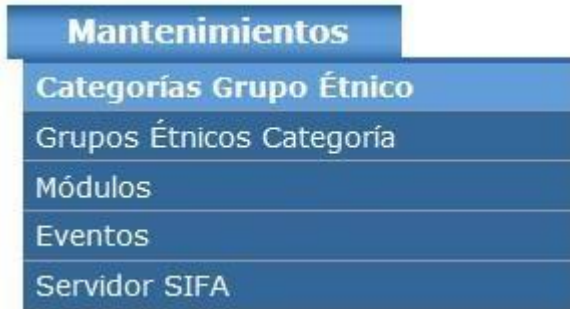 Mantenimientos
Categorías Grupo Étnico
Grupos Étnicos Categoría
Módulos
Eventos
Servidor SIFA